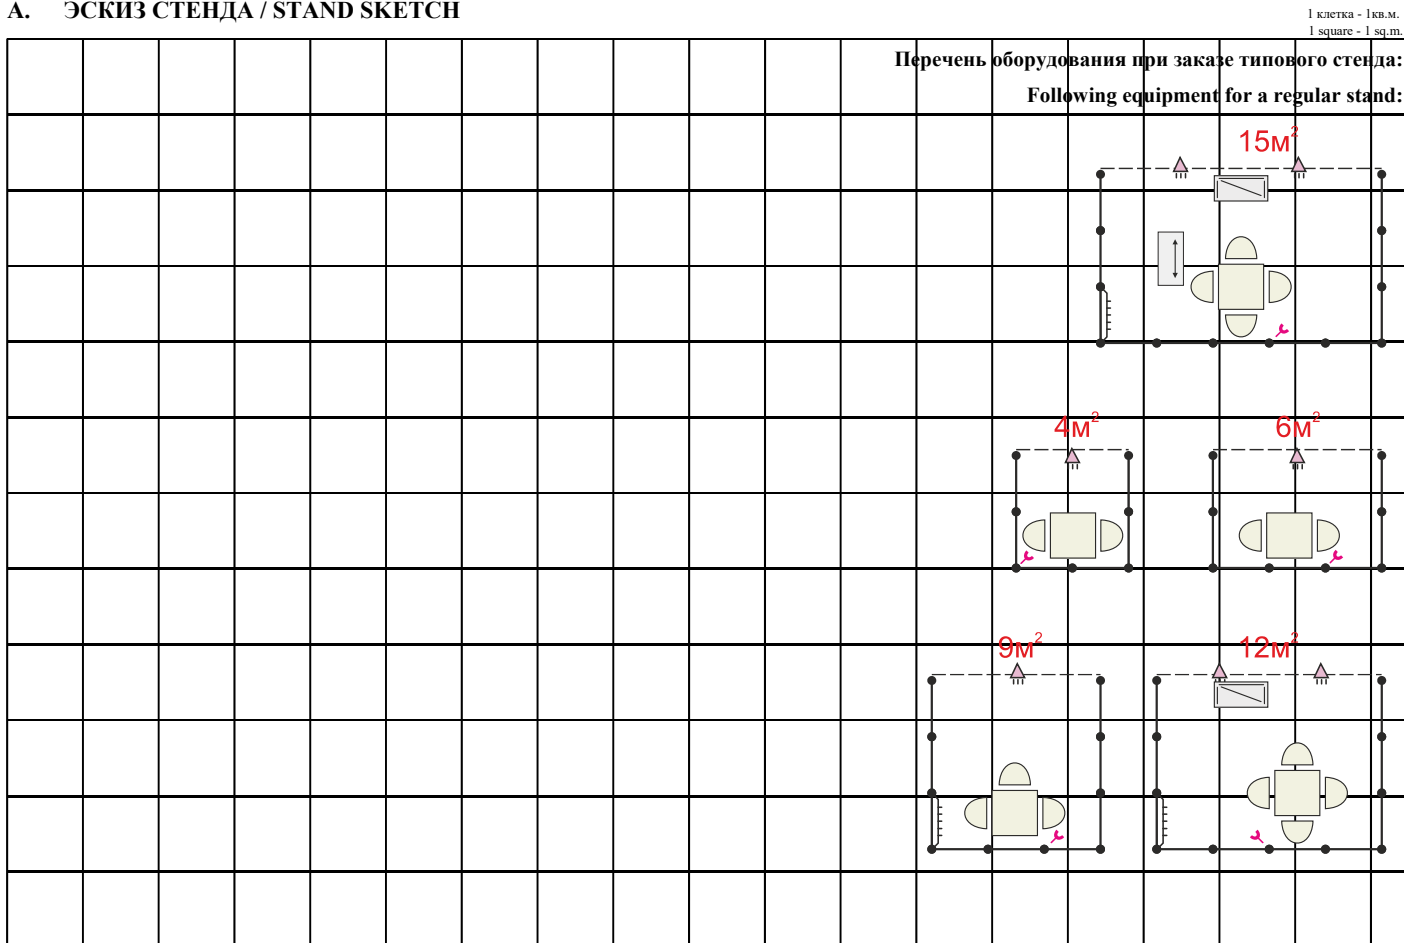 А. ЭСКИЗ СТЕНДА / STAND SKETCH
1 клетка - 1кв.м.
1 square - 1 sq.m.
Перечень оборудования при заказе типового стенда:
Following equipment for a regular stand:
15м²
4м²
6м²
9м²
12м²